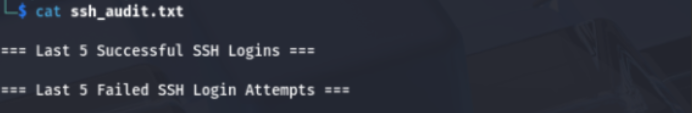 └─$ cat ssh_audit.txt
=== Last 5 Successful SSH Logins ===
=== Last 5 Failed SSH Login Attempts ===